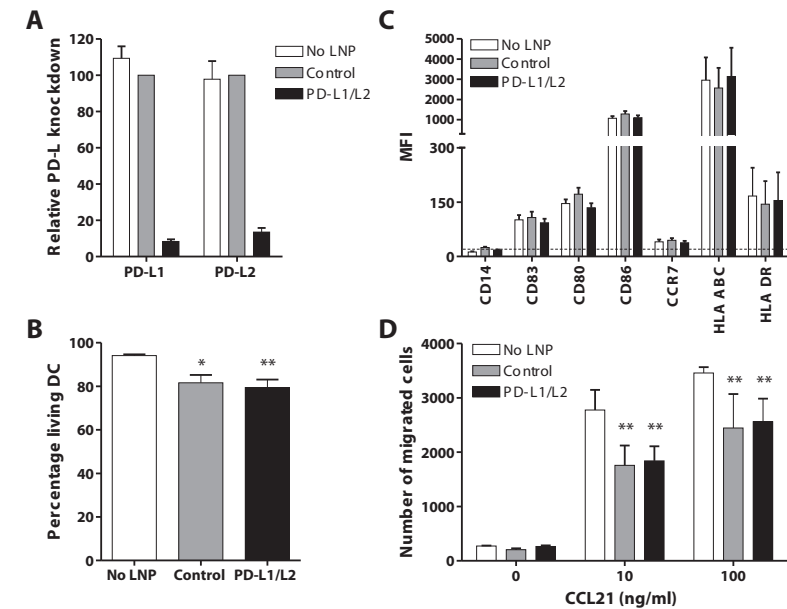 A
Relative PD-L knockdown
120
100
80
60
40
20
0
PD-L1
PD-L2
No LNP
Control
PD-L1/L2
C
MFI
5000
4000
3000
2000
1000
300
150
0
CD14
CD83
CD80
CD86
CCR7
HLA ABC
HLA DR
No LNP
Control
PD-L1/L2
B
Percentage living DC
100
80
60
40
20
0
*
**
No LNP
Control
PD-L1/L2
D
Number of migrated cells
4000
3000
2000
1000
0
No LNP
Control
PD-L1/L2
** **
** **
0
10
100
CCL21 (ng/ml)